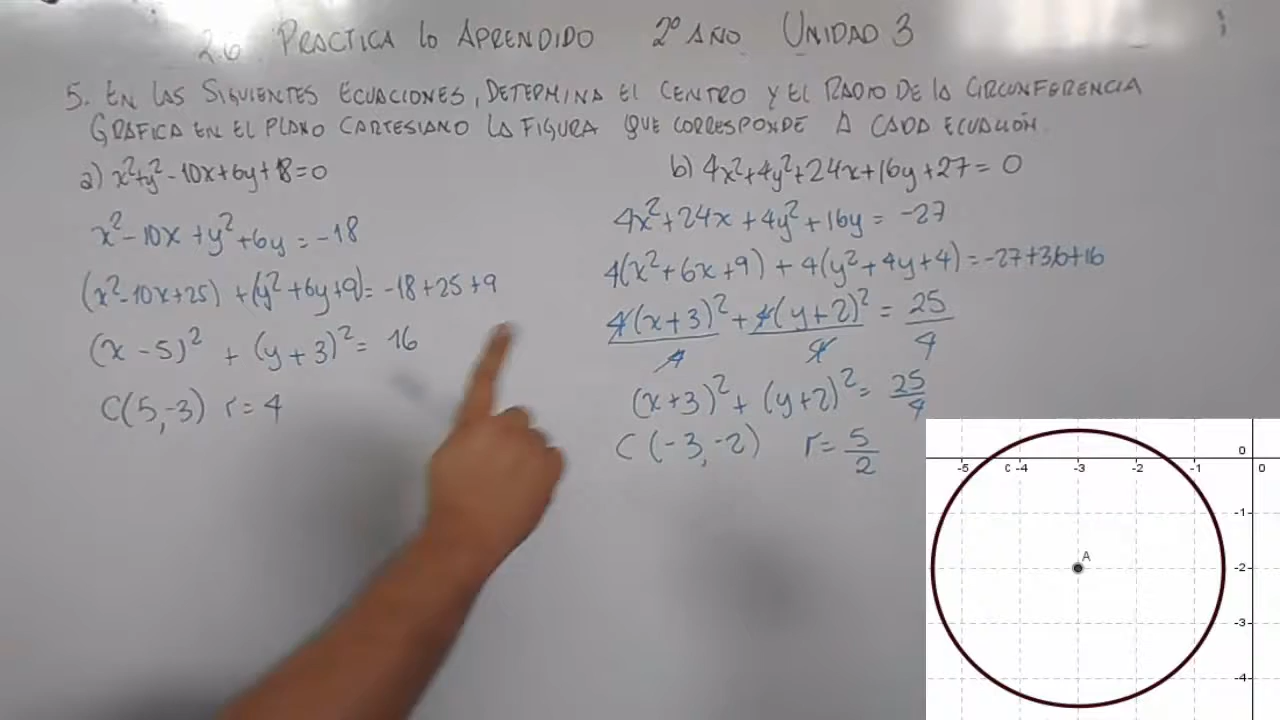 2.6 PRACTICA lo APRENDIDO 2º AÑO UNIDAD 3
5. EN LAS SIGUIENTES ECUACIONES, DETERMINA EL CENTRO Y EL RADIO DE LA CIRCUNFERENCIA
GRAFICA EN EL PLANO CARTESIANO LA FIGURA QUE CORRESPONDE A CADA ECUACIÓN.
a) x²+y²-10x+6y+18=0
x²-10x+y²+6y=-18
(x²-10x+25)+(y²+6y+9)=-18+25+9
(x-5)²+(y+3)²=16
C(5,-3) r=4
b) 4x²+4y²+24x+16y+27=0
4x²+24x+4y²+16y=-27
4(x²+6x+9)+4(y²+4y+4)=-27+36+16
4(x+3)²/4+4(y+2)²/4=25/4
(x+3)²+(y+2)²=25/4
C(-3,-2) r=5/2
0
-5 C -4 -3 -2 -1 0
-1
A
-2
-3
-4